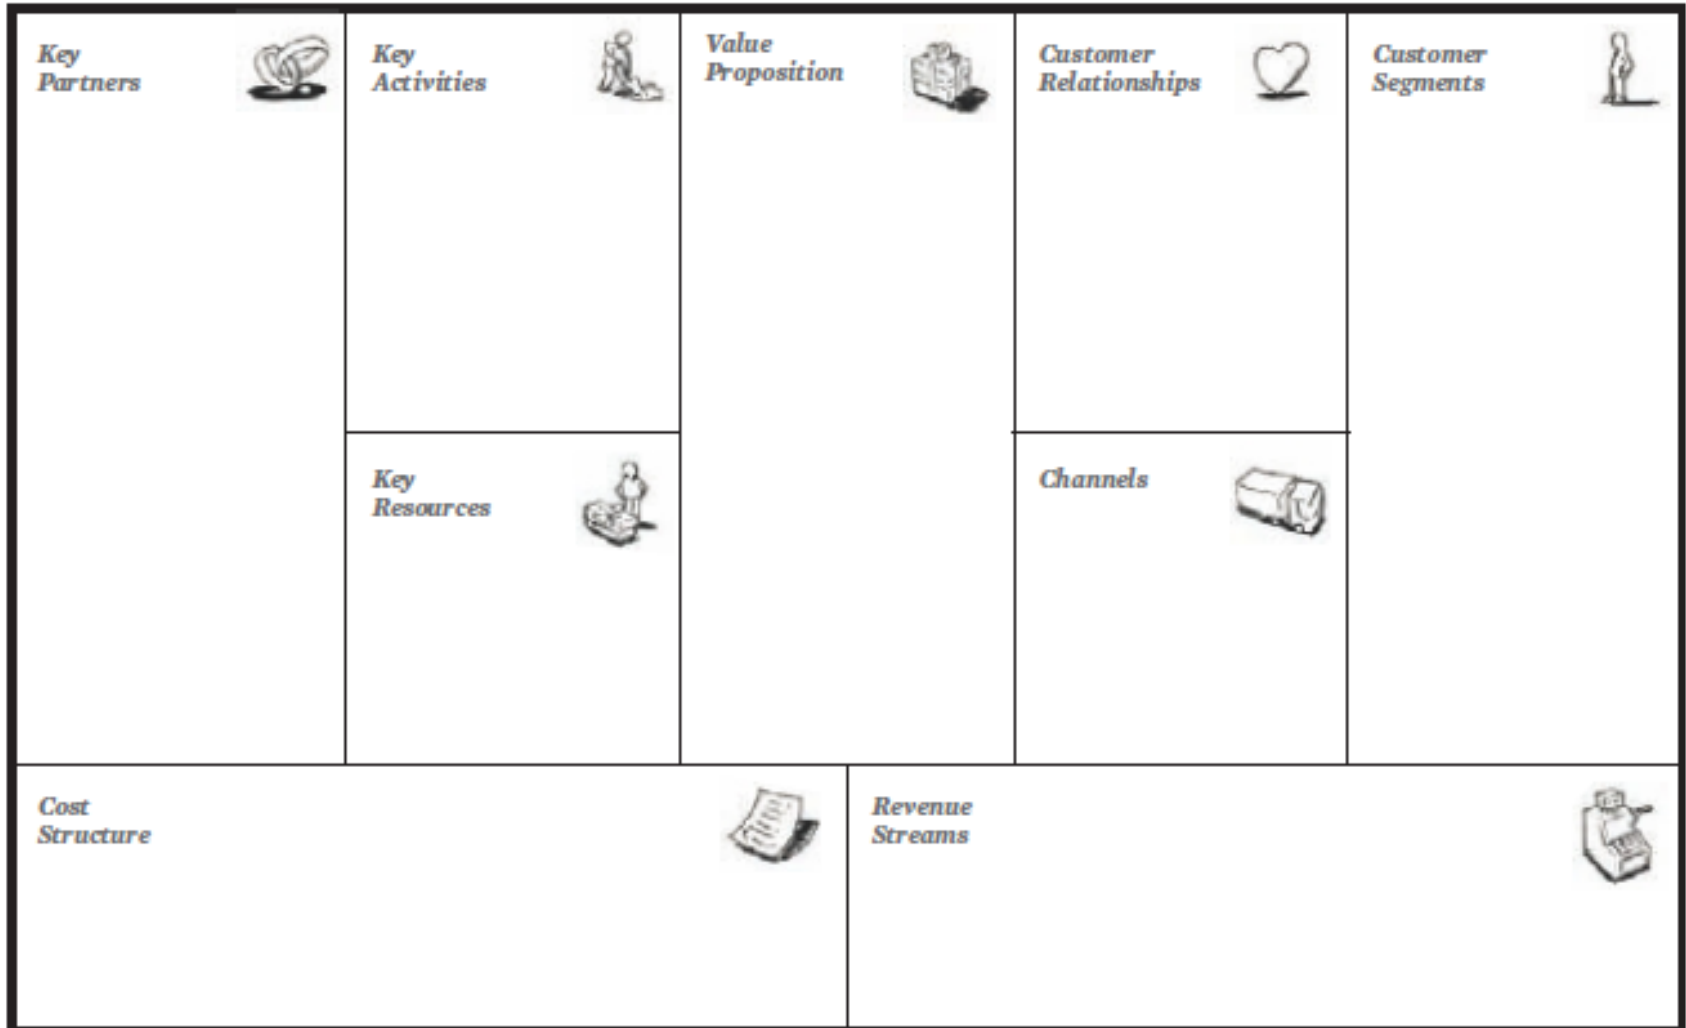 Key
Partners
Key
Activities
Value
Proposition
Customer
Relationships
Customer
Segments
Key
Resources
Channels
Cost
Structure
Revenue
Streams